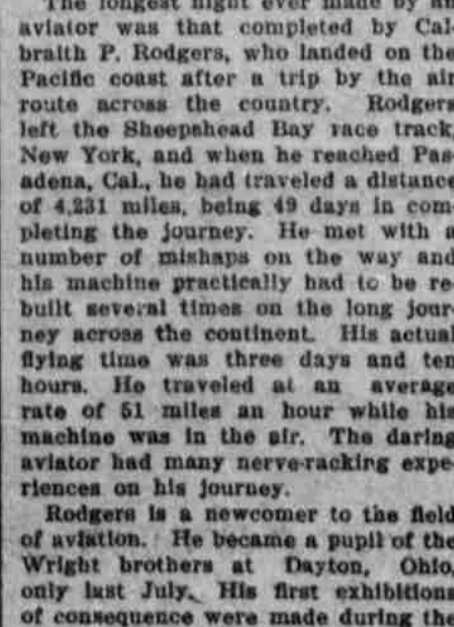 The longest flight ever made by an
aviator was that completed by Cal-
braith P. Rodgers, who landed on the
Pacific coast after a trip by the air
route across the country. Rodgers
left the Sheepshead Bay race track,
New York, and when he reached Pas-
adena, Cal., he had traveled a distance
of 4,231 miles, being 49 days in com-
pleting the journey. He met with a
number of mishaps on the way and
his machine practically had to be re-
built several times on the long jour-
ney across the continent. His actual
flying time was three days and ten
hours. He traveled at an average
rate of 51 miles an hour while his
machine was in the air. The daring
aviator had many nerve-racking expe-
riences on his journey.
Rodgers is a newcomer to the field
of aviation. He became a pupil of the
Wright brothers at Dayton, Ohio,
only last July. His first exhibitions
of consequence were made during the